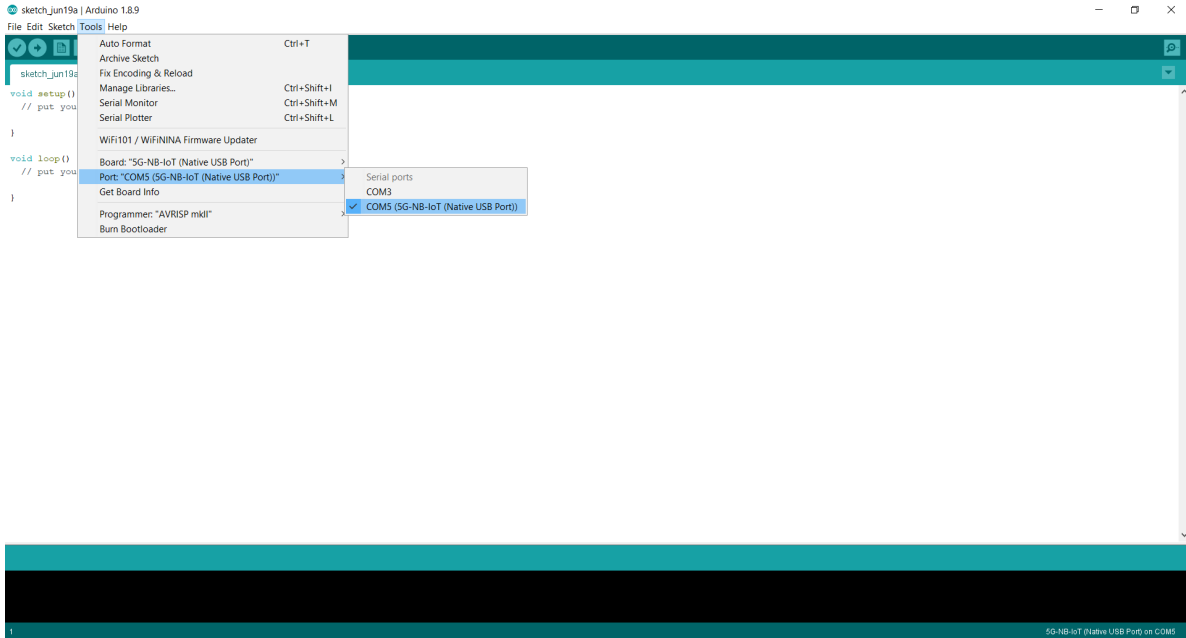 sketch_jun19a | Arduino 1.8.9
File Edit Sketch Tools Help
Auto Format Ctrl+T
Archive Sketch
Fix Encoding & Reload
Manage Libraries... Ctrl+Shift+I
Serial Monitor Ctrl+Shift+M
Serial Plotter Ctrl+Shift+L
WiFi101 / WiFiNINA Firmware Updater
Board: "5G-NB-IoT (Native USB Port)"
Port: "COM5 (5G-NB-IoT (Native USB Port))"
Get Board Info
Programmer: "AVRISP mkII"
Burn Bootloader
Serial ports
COM3
COM5 (5G-NB-IoT (Native USB Port))
sketch_jun19a
void setup()
// put you
}
void loop()
// put you
}
1
5G-NB-IoT (Native USB Port) on COM5